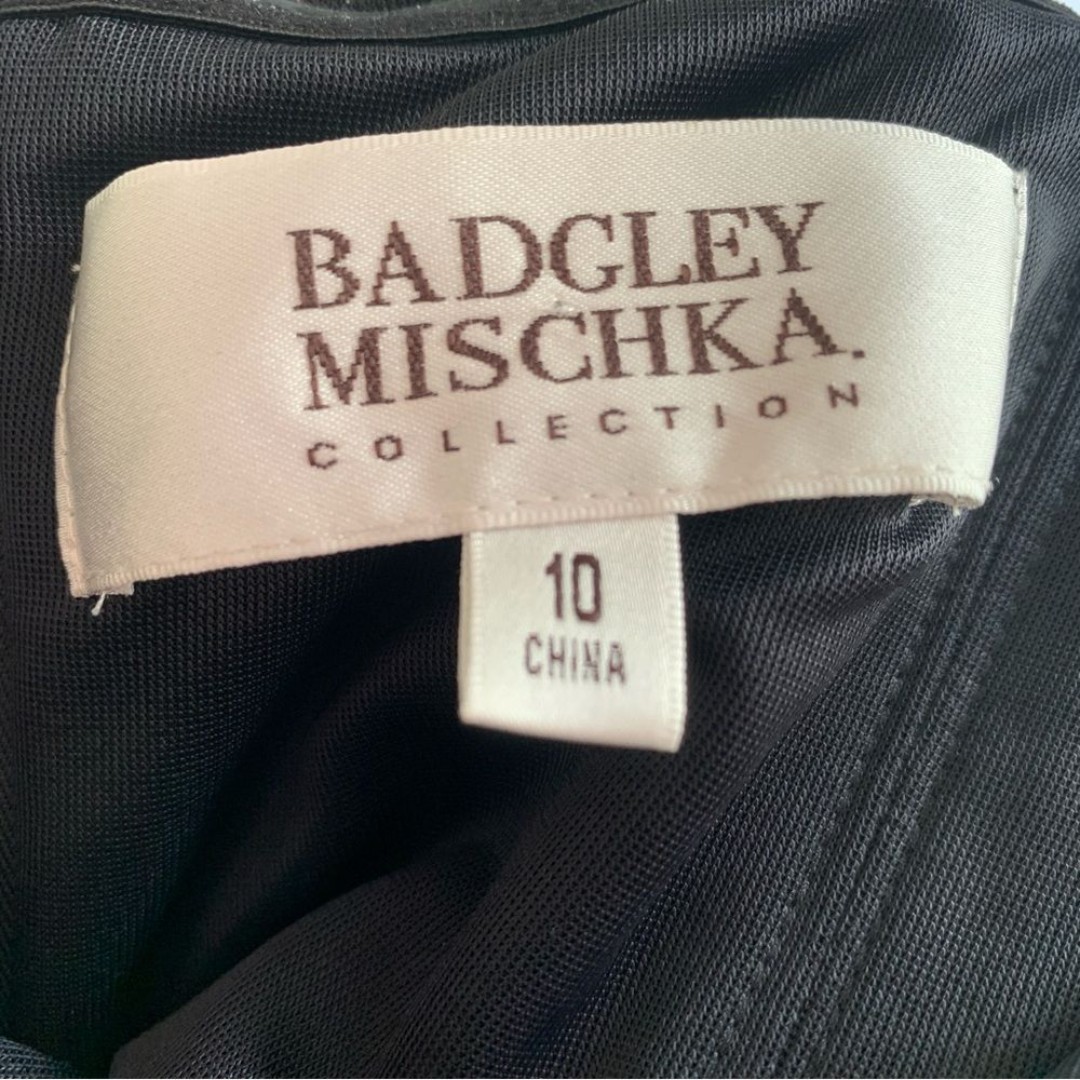 BADGLEY
MISCHKA.
COLLECTION
10
CHINA